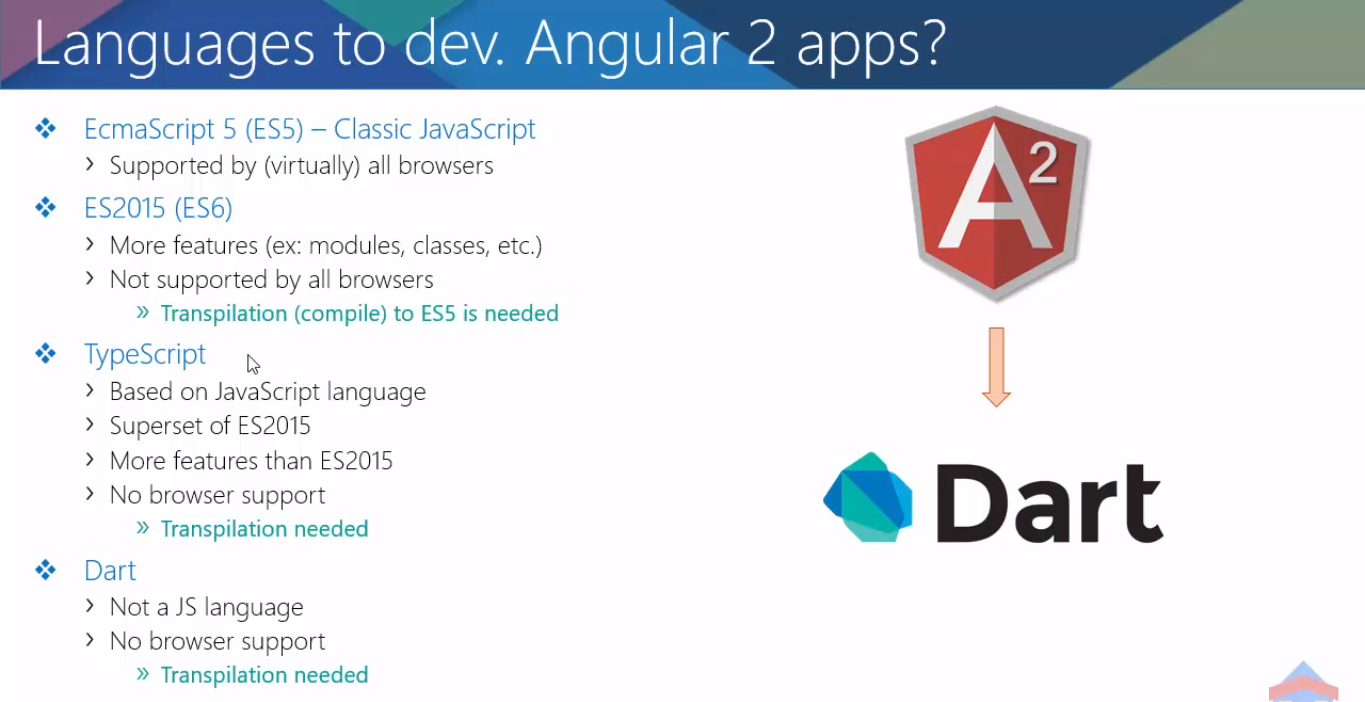 Languages to dev. Angular 2 apps?
❖ EcmaScript 5 (ES5) – Classic JavaScript
› Supported by (virtually) all browsers
❖ ES2015 (ES6)
› More features (ex: modules, classes, etc.)
› Not supported by all browsers
» Transpilation (compile) to ES5 is needed
❖ TypeScript
› Based on JavaScript language
› Superset of ES2015
› More features than ES2015
› No browser support
» Transpilation needed
❖ Dart
› Not a JS language
› No browser support
» Transpilation needed
A2
Dart